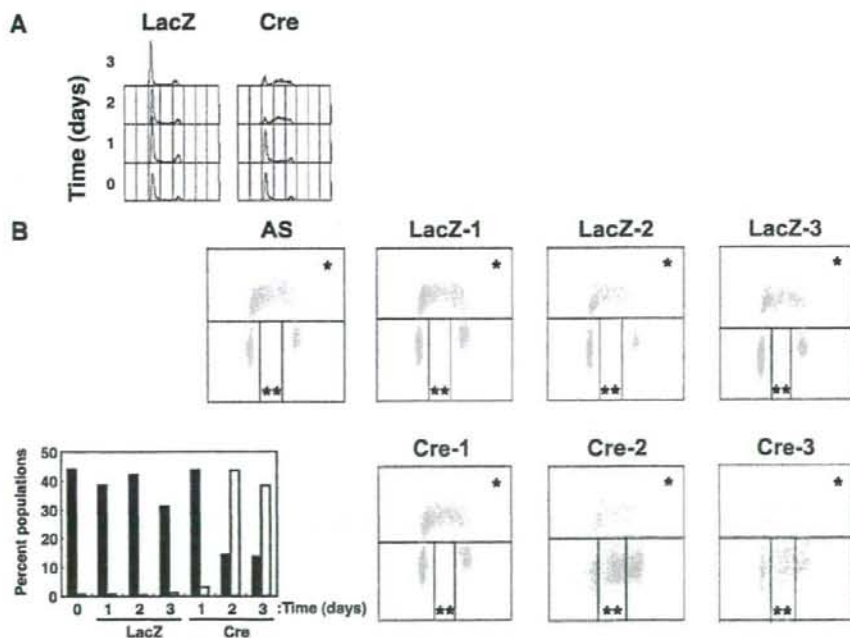 A
LacZ Cre
Time (days)
3
2
1
0
B
AS LacZ-1 LacZ-2 LacZ-3
* * * *
** ** ** **
Cre-1 Cre-2 Cre-3
* * *
** ** **
Percent populations
50
40
30
20
10
0
0 1 2 3 1 2 3 :Time (days)
LacZ Cre